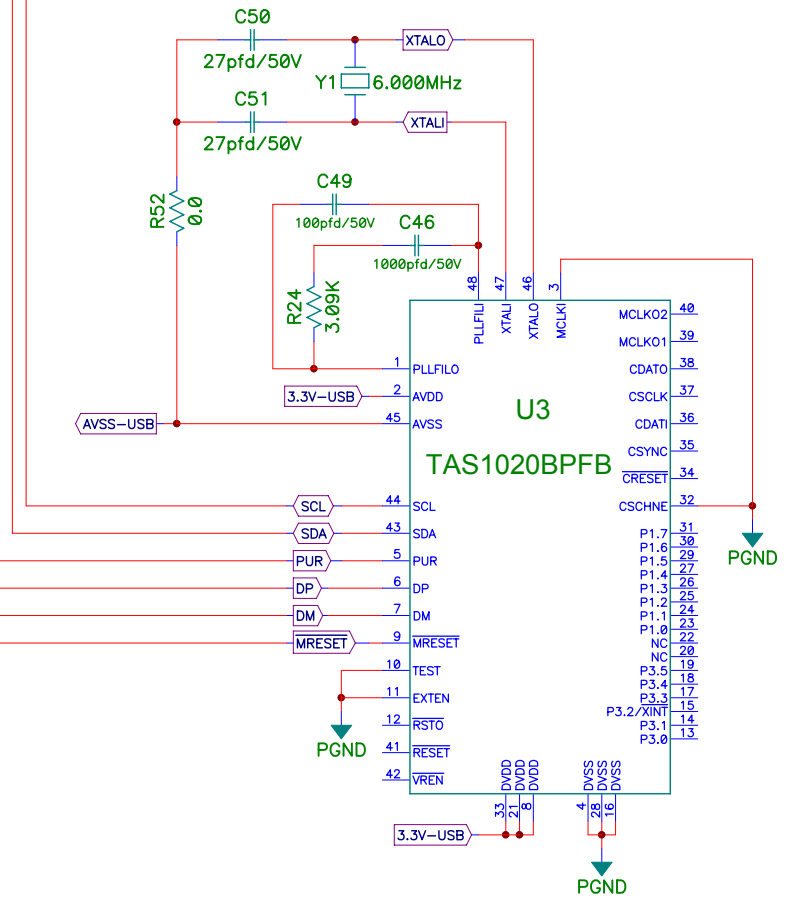 C50
27pfd/50V
XTALO
Y1
6.000MHz
C51
27pfd/50V
XTALI
R52
0.0
C49
100pfd/50V
C46
1000pfd/50V
R24
3.09K
48
47
46
3
PLLFILI
XTALI
XTALO
MCLKI
MCLKO2 40
MCLKO1 39
CDATO 38
CSCLK 37
CDATI 36
CSYNC 35
CRESET 34
CSCHNE 32
P1.7 31
P1.6 30
P1.5 29
P1.4 27
P1.3 26
P1.2 25
P1.1 24
P1.0 23
NC 22
NC 20
P3.5 19
P3.4 18
P3.3 17
P3.2/XINT 15
P3.1 14
P3.0 13
PGND
U3
TAS1020BPFB
1 PLLFILO
3.3V-USB 2 AVDD
AVSS-USB 45 AVSS
SCL 44 SCL
SDA 43 SDA
PUR 5 PUR
DP 6 DP
DM 7 DM
MRESET 9 MRESET
10 TEST
11 EXTEN
12 RSTO
PGND
41 RESET
42 VREN
DVDD
DVDD
DVDD
DVSS
DVSS
DVSS
33
21
8
4
28
16
3.3V-USB
PGND